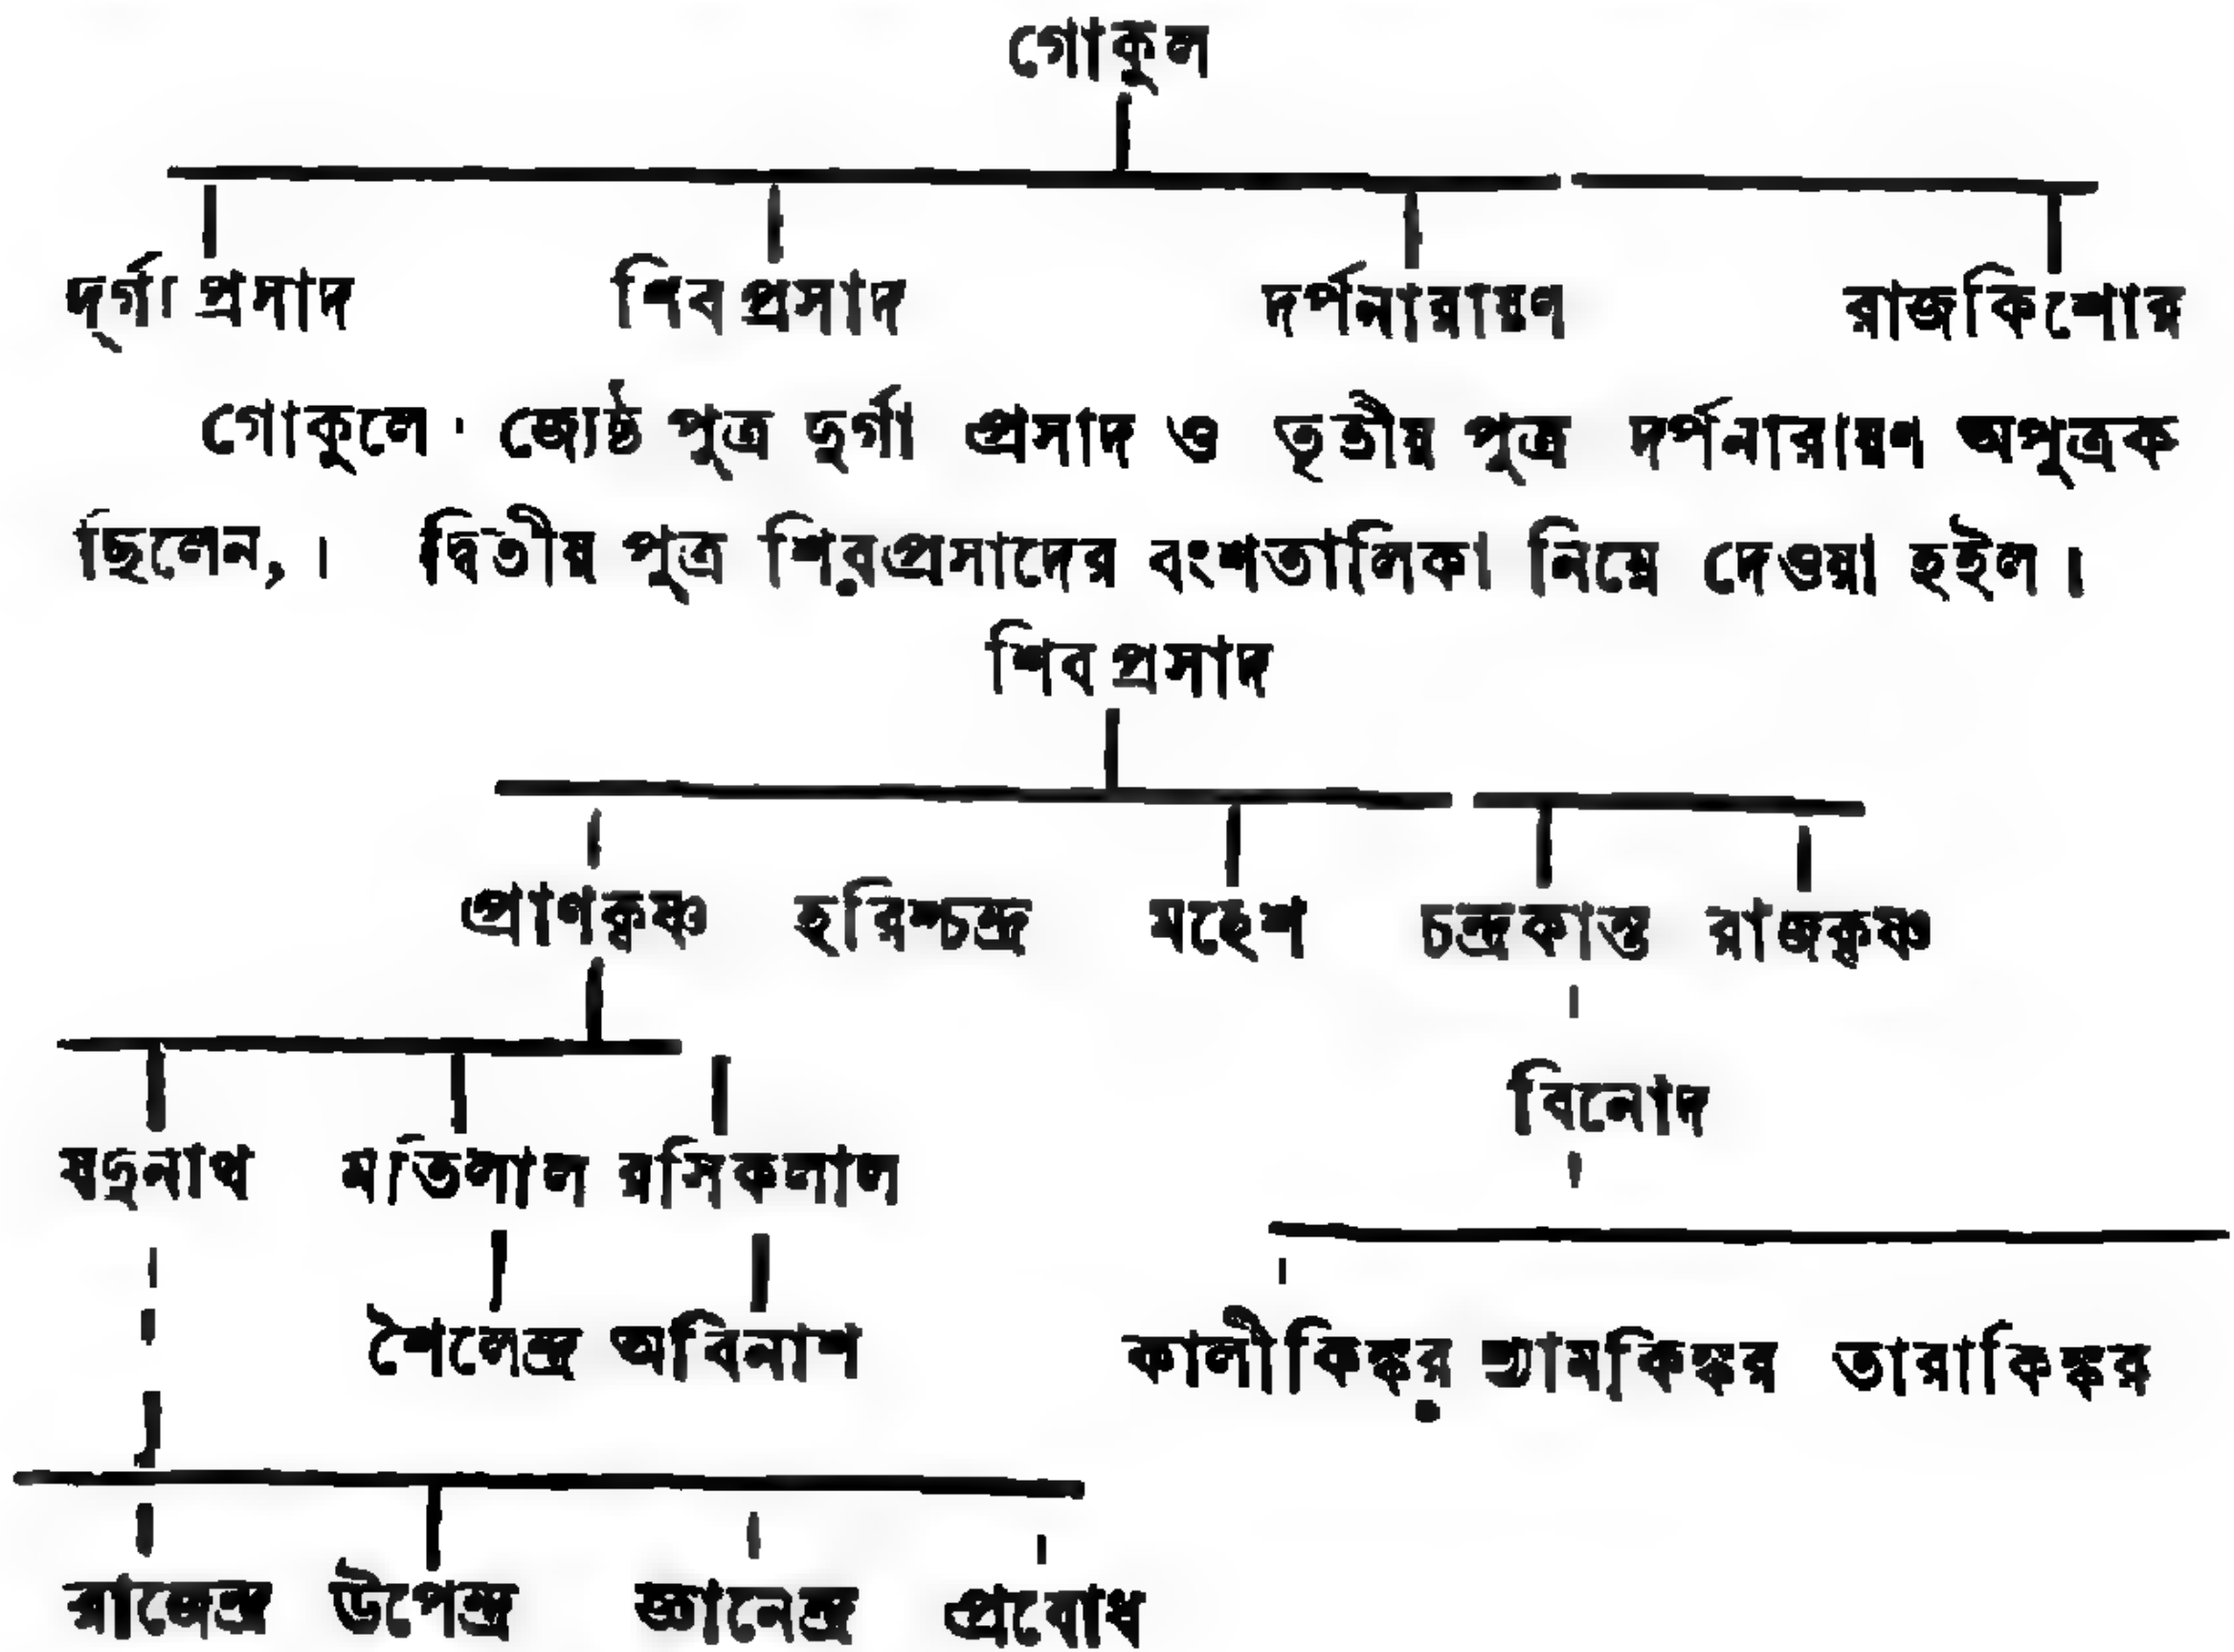 গোকুল
দুর্গাপ্রসাদ শিবপ্রসাদ দর্পনারায়ণ রাজকিশোর
গোকুলে জ্যেষ্ঠ পুত্র দুর্গা প্রসাদ ও তৃতীয় পুত্র দর্পনারায়ণ অপুত্রক
ছিলেন,। দ্বিতীয় পুত্র শিবপ্রসাদের বংশতালিকা নিম্নে দেওয়া হইল।
শিবপ্রসাদ
প্রাণকৃষ্ণ হরিশ্চন্দ্র মহেশ চন্দ্রকান্ত রাজকৃষ্ণ
বিনোদ
যদুনাথ মতিলাল রসিকলাল
শৈলেন্দ্র অবিনাশ কালীকিঙ্কর শ্যামকিঙ্কর তারাকিঙ্কর
রাজেন্দ্র উপেন্দ্র জ্ঞানেন্দ্র প্রবোধ